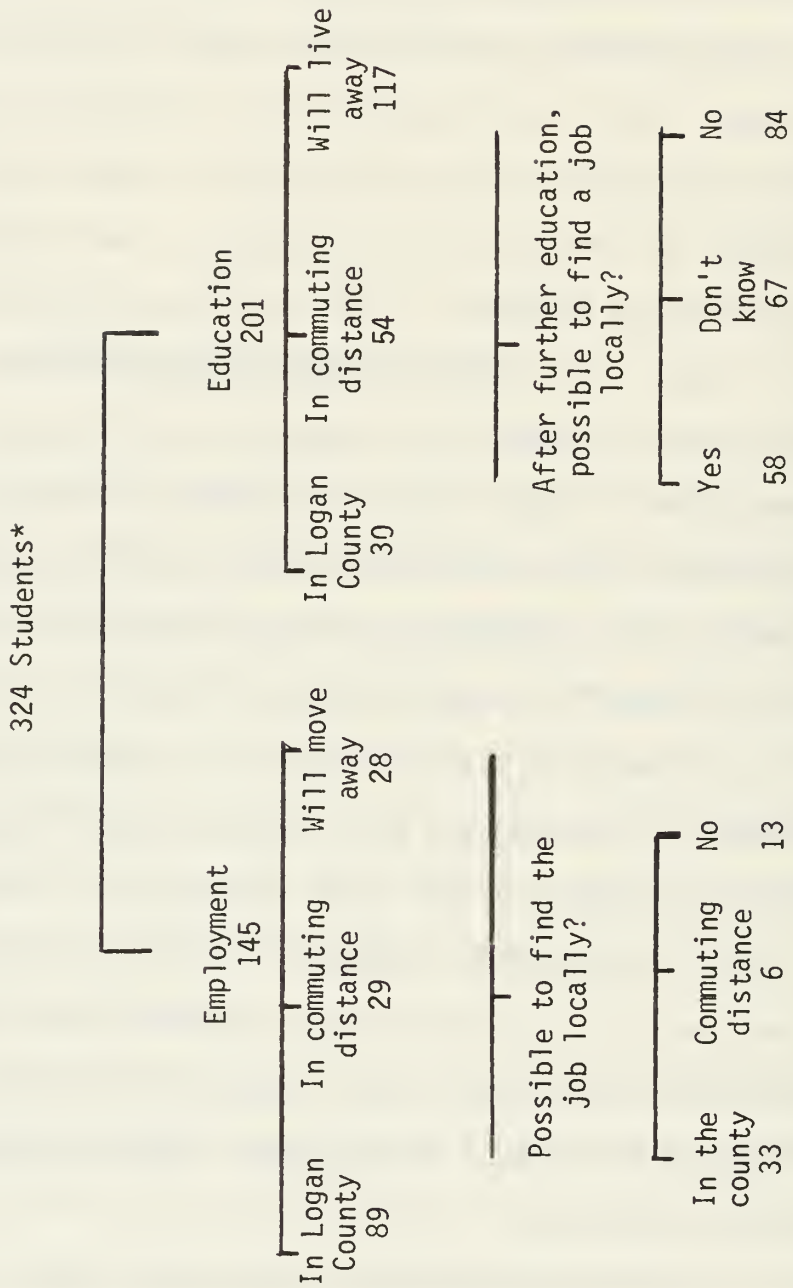 324 Students*
Employment
145
In Logan
County
89
In commuting
distance
29
Will move
away
28
Possible to find the
job locally?
In the
county
33
Commuting
distance
6
No
13
Education
201
In Logan
County
30
In commuting
distance
54
Will live
away
117
After further education,
possible to find a job
locally?
Yes
58
Don't
know
67
No
84